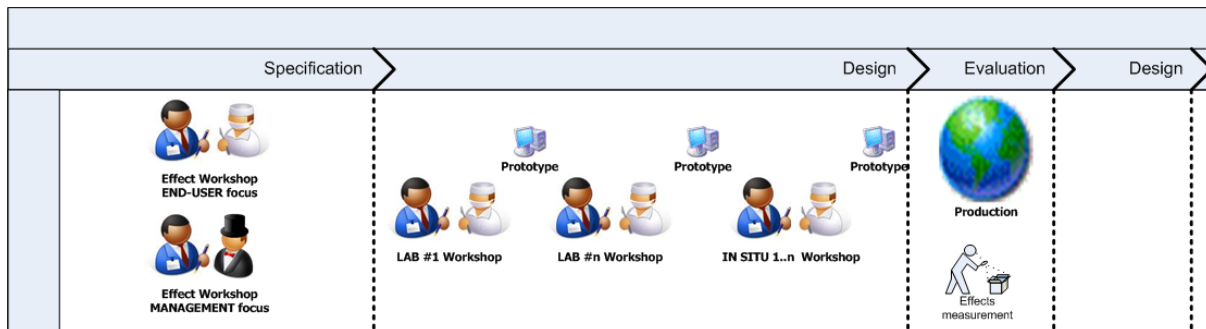 Specification
Design
Evaluation
Design
Effect Workshop
END-USER focus
Effect Workshop
MANAGEMENT focus
Prototype
Prototype
Prototype
LAB #1 Workshop
LAB #n Workshop
IN SITU 1..n Workshop
Production
Effects
measurement